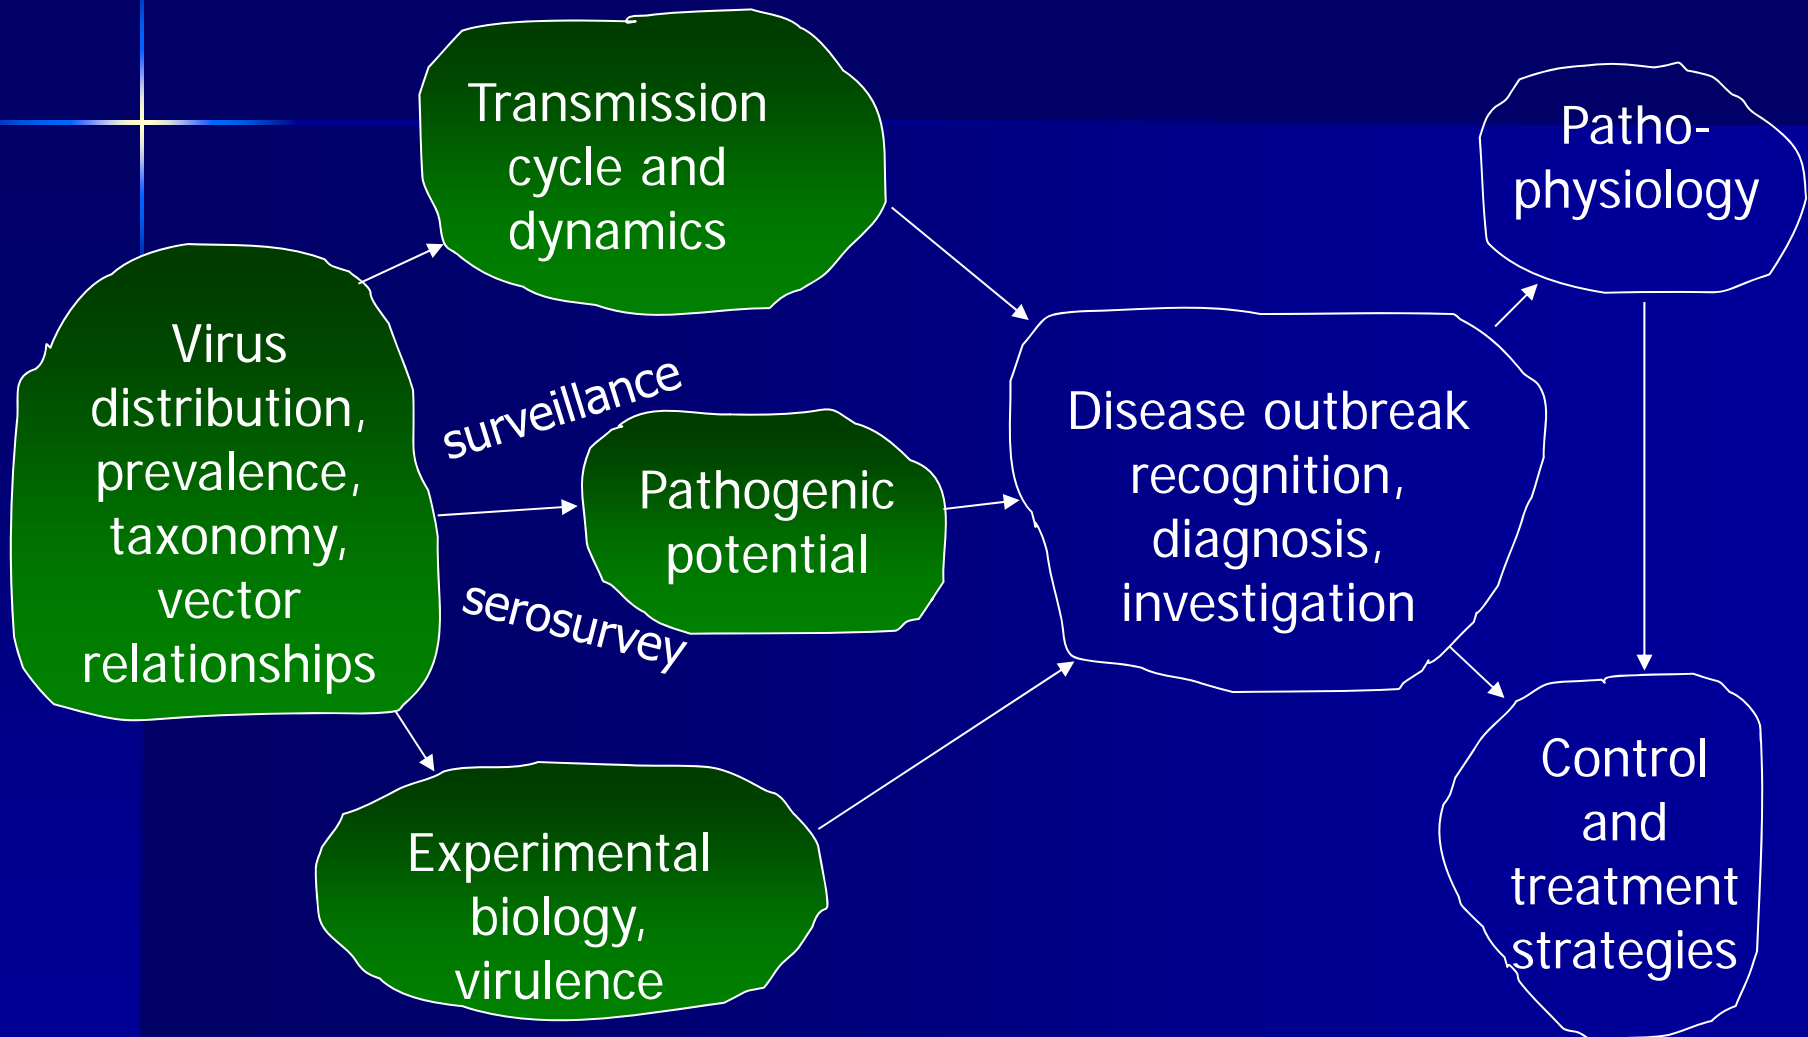 Transmission
cycle and
dynamics
Patho-
physiology
Virus
distribution,
prevalence,
taxonomy,
vector
relationships
surveillance
Pathogenic
potential
serosurvey
Disease outbreak
recognition,
diagnosis,
investigation
Experimental
biology,
virulence
Control
and
treatment
strategies